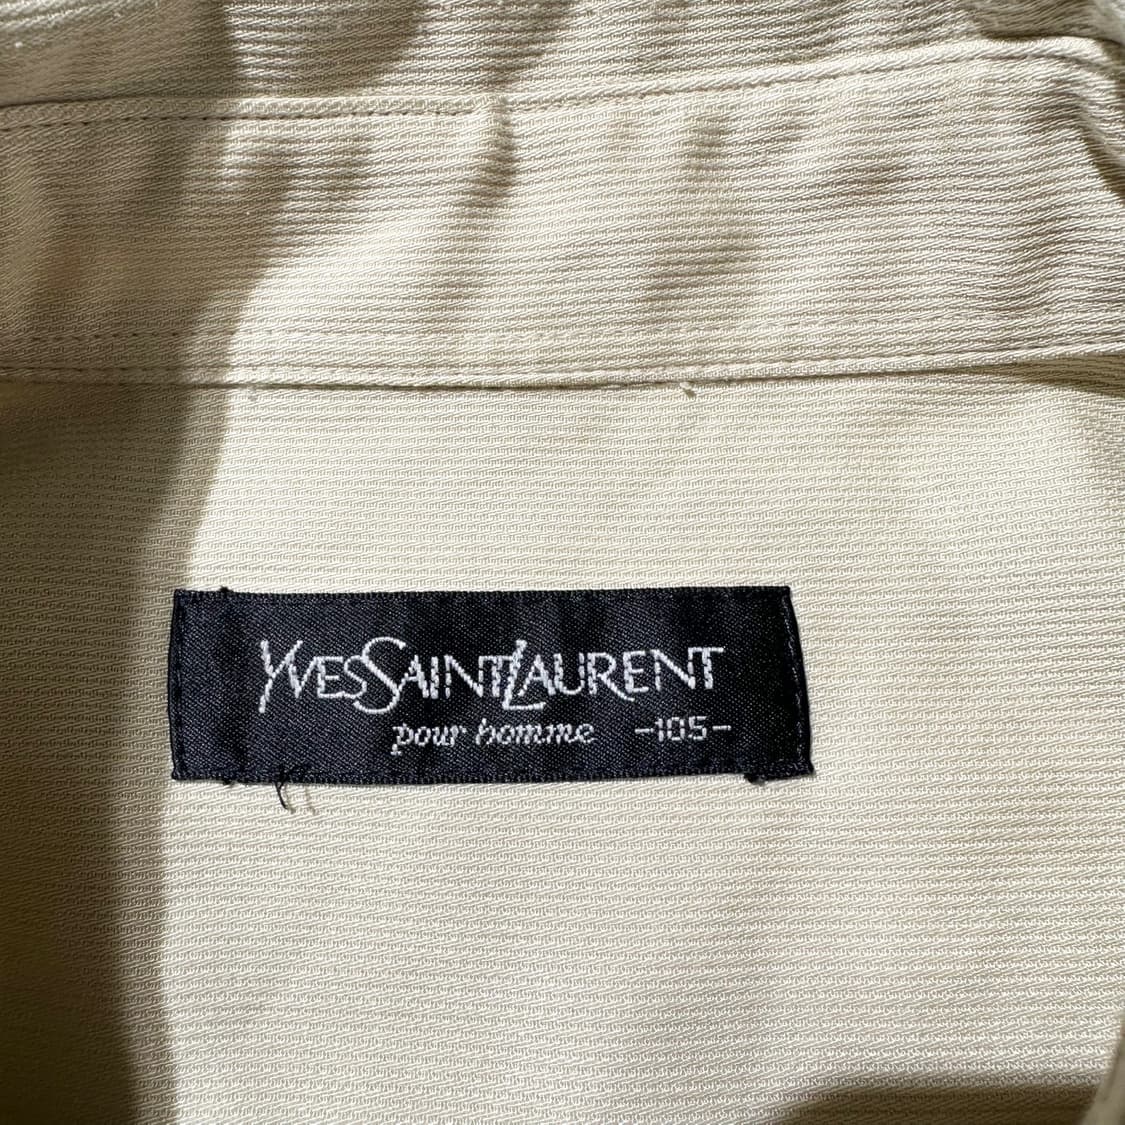 YVESSAINTLAURENT
pour homme -105-